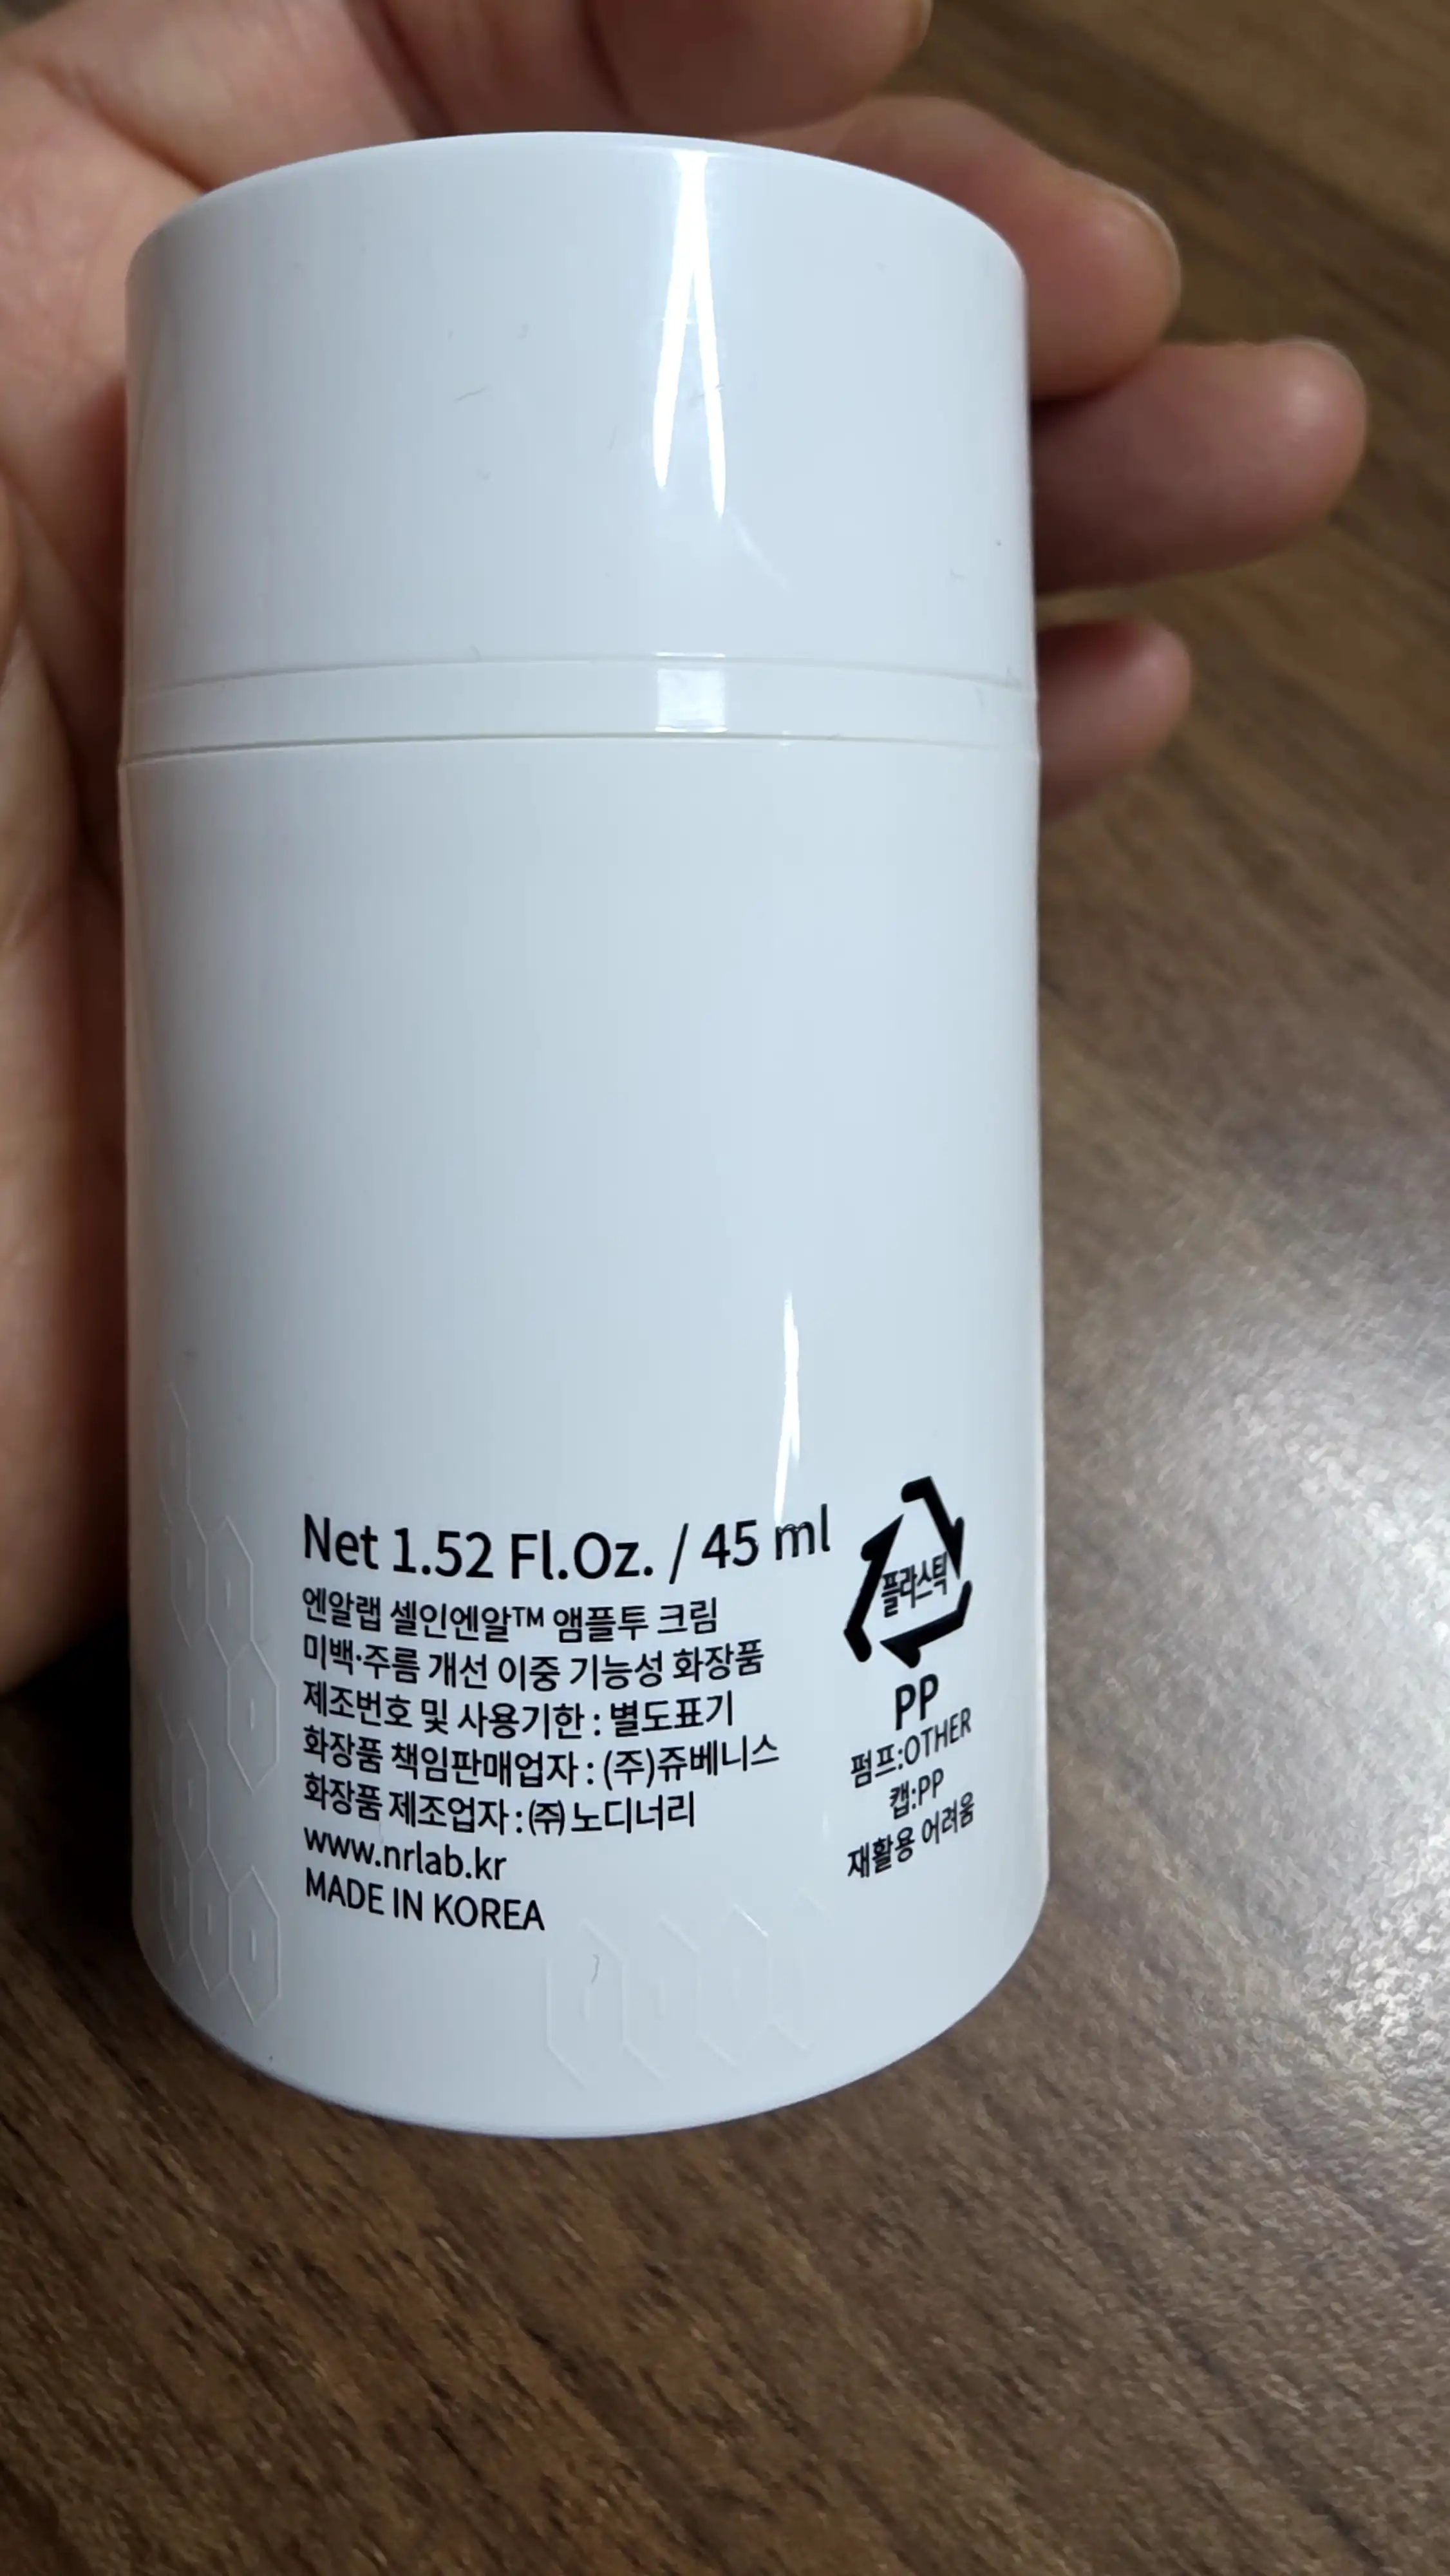 Net 1.52 Fl.Oz. / 45 ml
엔알랩 셀인엔알™ 앰플투 크림
미백·주름 개선 이중 기능성 화장품
제조번호 및 사용기한 : 별도표기
화장품 책임판매업자 : (주)쥬베니스
화장품 제조업자 : ㈜노디너리
www.nrlab.kr
MADE IN KOREA
플라스틱
PP
펌프:OTHER
캡:PP
재활용 어려움